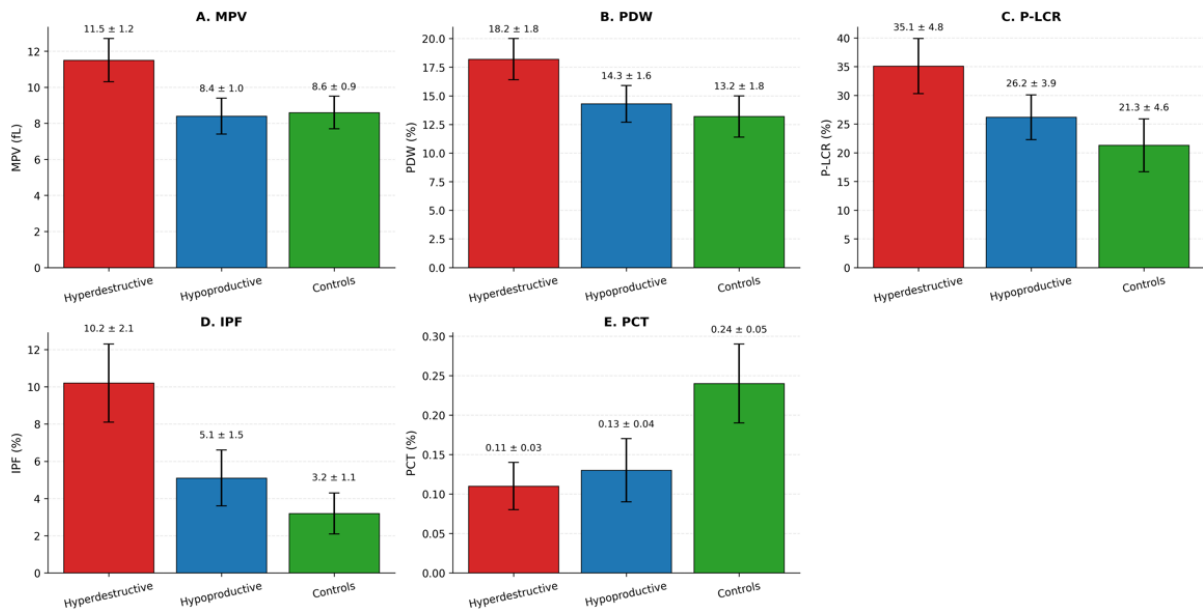 A. MPV
11.5 ± 1.2
8.4 ± 1.0
8.6 ± 0.9
MPV (fL)
12
10
8
6
4
2
0
Hyperdestructive
Hypoproductive
Controls
B. PDW
18.2 ± 1.8
14.3 ± 1.6
13.2 ± 1.8
PDW (%)
20.0
17.5
15.0
12.5
10.0
7.5
5.0
2.5
0.0
Hyperdestructive
Hypoproductive
Controls
C. P-LCR
35.1 ± 4.8
26.2 ± 3.9
21.3 ± 4.6
P-LCR (%)
40
35
30
25
20
15
10
5
0
Hyperdestructive
Hypoproductive
Controls
D. IPF
10.2 ± 2.1
5.1 ± 1.5
3.2 ± 1.1
IPF (%)
12
10
8
6
4
2
0
Hyperdestructive
Hypoproductive
Controls
E. PCT
0.11 ± 0.03
0.13 ± 0.04
0.24 ± 0.05
PCT (%)
0.30
0.25
0.20
0.15
0.10
0.05
0.00
Hyperdestructive
Hypoproductive
Controls